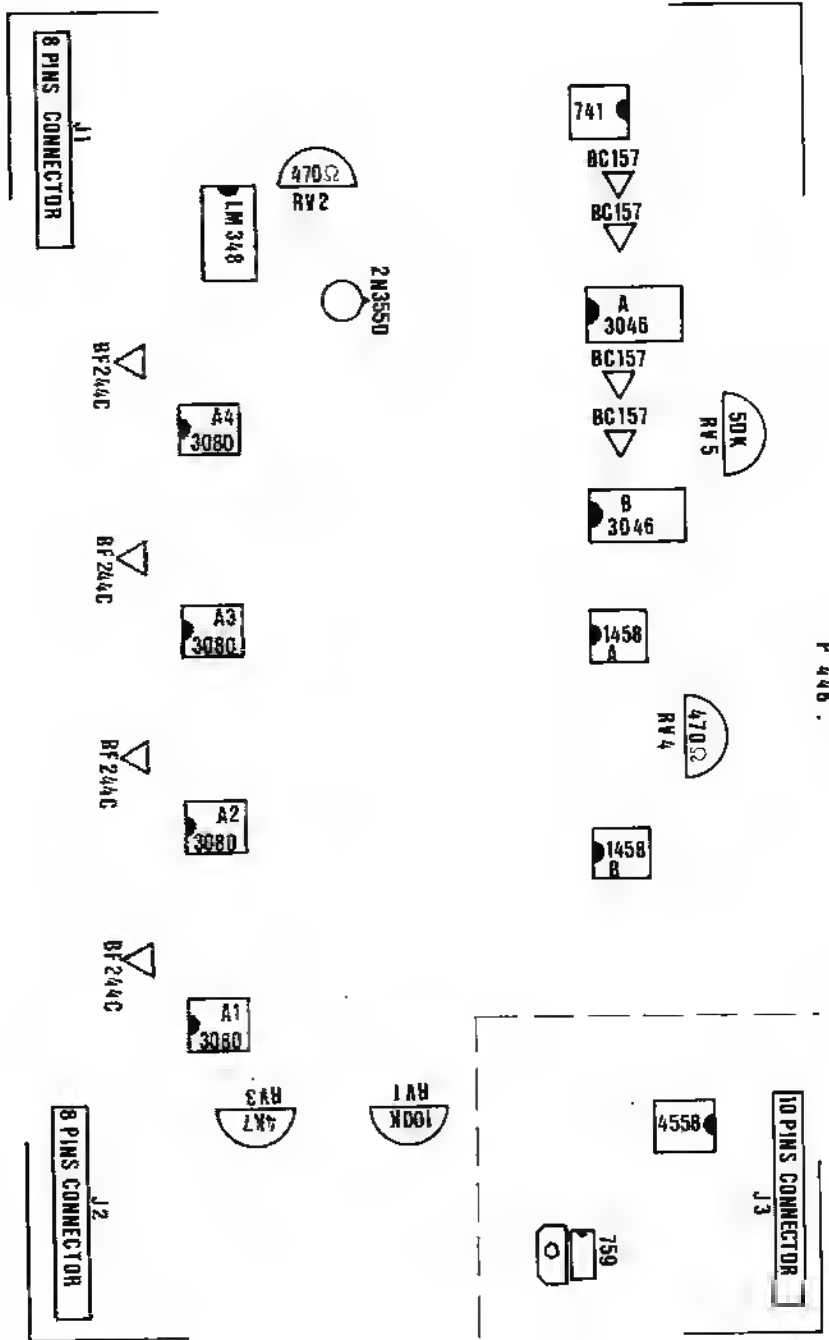 8 PINS CONNECTOR
J1
470Ω
RV2
LM348
2N3550
741
BC157
BC157
A
3046
BC157
BC157
50K
RV5
B
3046
BF244C
A4
3080
BF244C
A3
3080
1458
A
P 446.
470Ω
RV4
BF244C
A2
3080
1458
B
BF244C
A1
3080
RV3
4K7
RV1
100K
4558
10 PINS CONNECTOR
J3
759
8 PINS CONNECTOR
J2